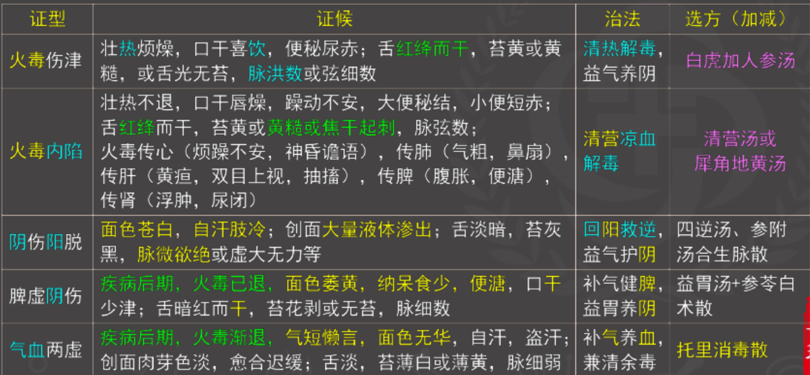 证型 证候 治法 选方（加减）
火毒伤津 壮热烦燥，口干喜饮，便秘尿赤；舌红绛而干，苔黄或黄 清热解毒， 白虎加人参汤
糙，或舌光无苔，脉洪数或弦细数 益气养阴
火毒内陷 壮热不退，口干唇燥，躁动不安，大便秘结，小便短赤；
舌红绛而干，苔黄或黄糙或焦干起刺，脉弦数；
火毒传心（烦躁不安，神昏谵语），传肺（气粗，鼻扇）， 清营凉血 清营汤或
传肝（黄疸，双目上视，抽搐），传脾（腹胀，便溏）， 解毒 犀角地黄汤
传肾（浮肿，尿闭）
阴伤阳脱 面色苍白，自汗肢冷；创面大量液体渗出；舌淡暗，苔灰 回阳救逆， 四逆汤、参附
黑，脉微欲绝或虚大无力等 益气护阴 汤合生脉散
脾虚阴伤 疾病后期，火毒已退，面色萎黄，纳呆食少，便溏，口干 补气健脾， 益胃汤+参苓白
少津；舌暗红而干，苔花剥或无苔，脉细数 益胃养阴 术散
气血两虚 疾病后期，火毒渐退，气短懒言，面色无华，自汗，盗汗； 补气养血， 托里消毒散
创面肉芽色淡，愈合迟缓；舌淡，苔薄白或薄黄，脉细弱 兼清余毒